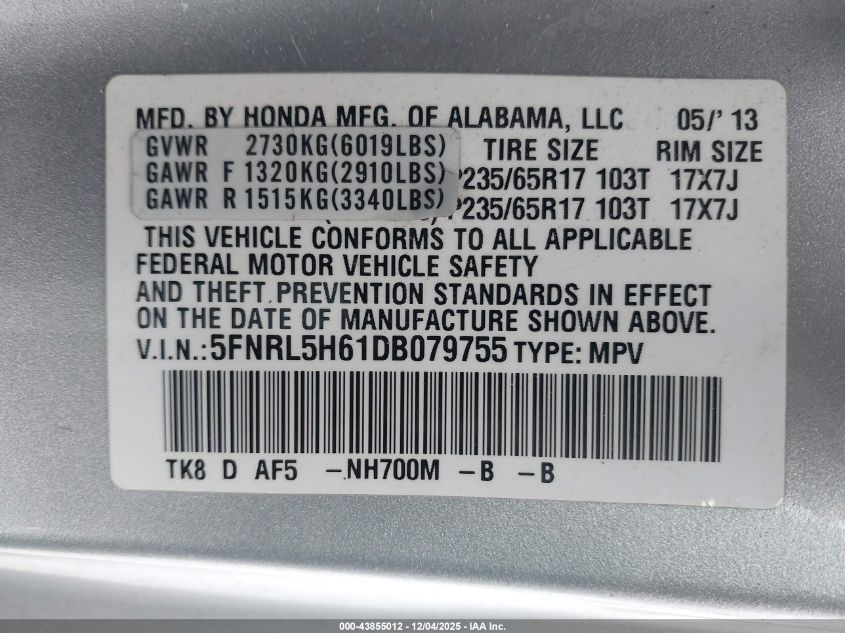 MFD. BY HONDA MFG. OF ALABAMA, LLC 05/' 13
GVWR 2730KG(6019LBS) TIRE SIZE RIM SIZE
GAWR F 1320KG(2910LBS) P235/65R17 103T 17X7J
GAWR R 1515KG(3340LBS) P235/65R17 103T 17X7J
THIS VEHICLE CONFORMS TO ALL APPLICABLE
FEDERAL MOTOR VEHICLE SAFETY
AND THEFT PREVENTION STANDARDS IN EFFECT
ON THE DATE OF MANUFACTURE SHOWN ABOVE.
V.I.N.: 5FNRL5H61DB079755 TYPE: MPV
TK8 D AF5 -NH700M -B -B
000-43855012 - 12/04/2025 - IAA Inc.